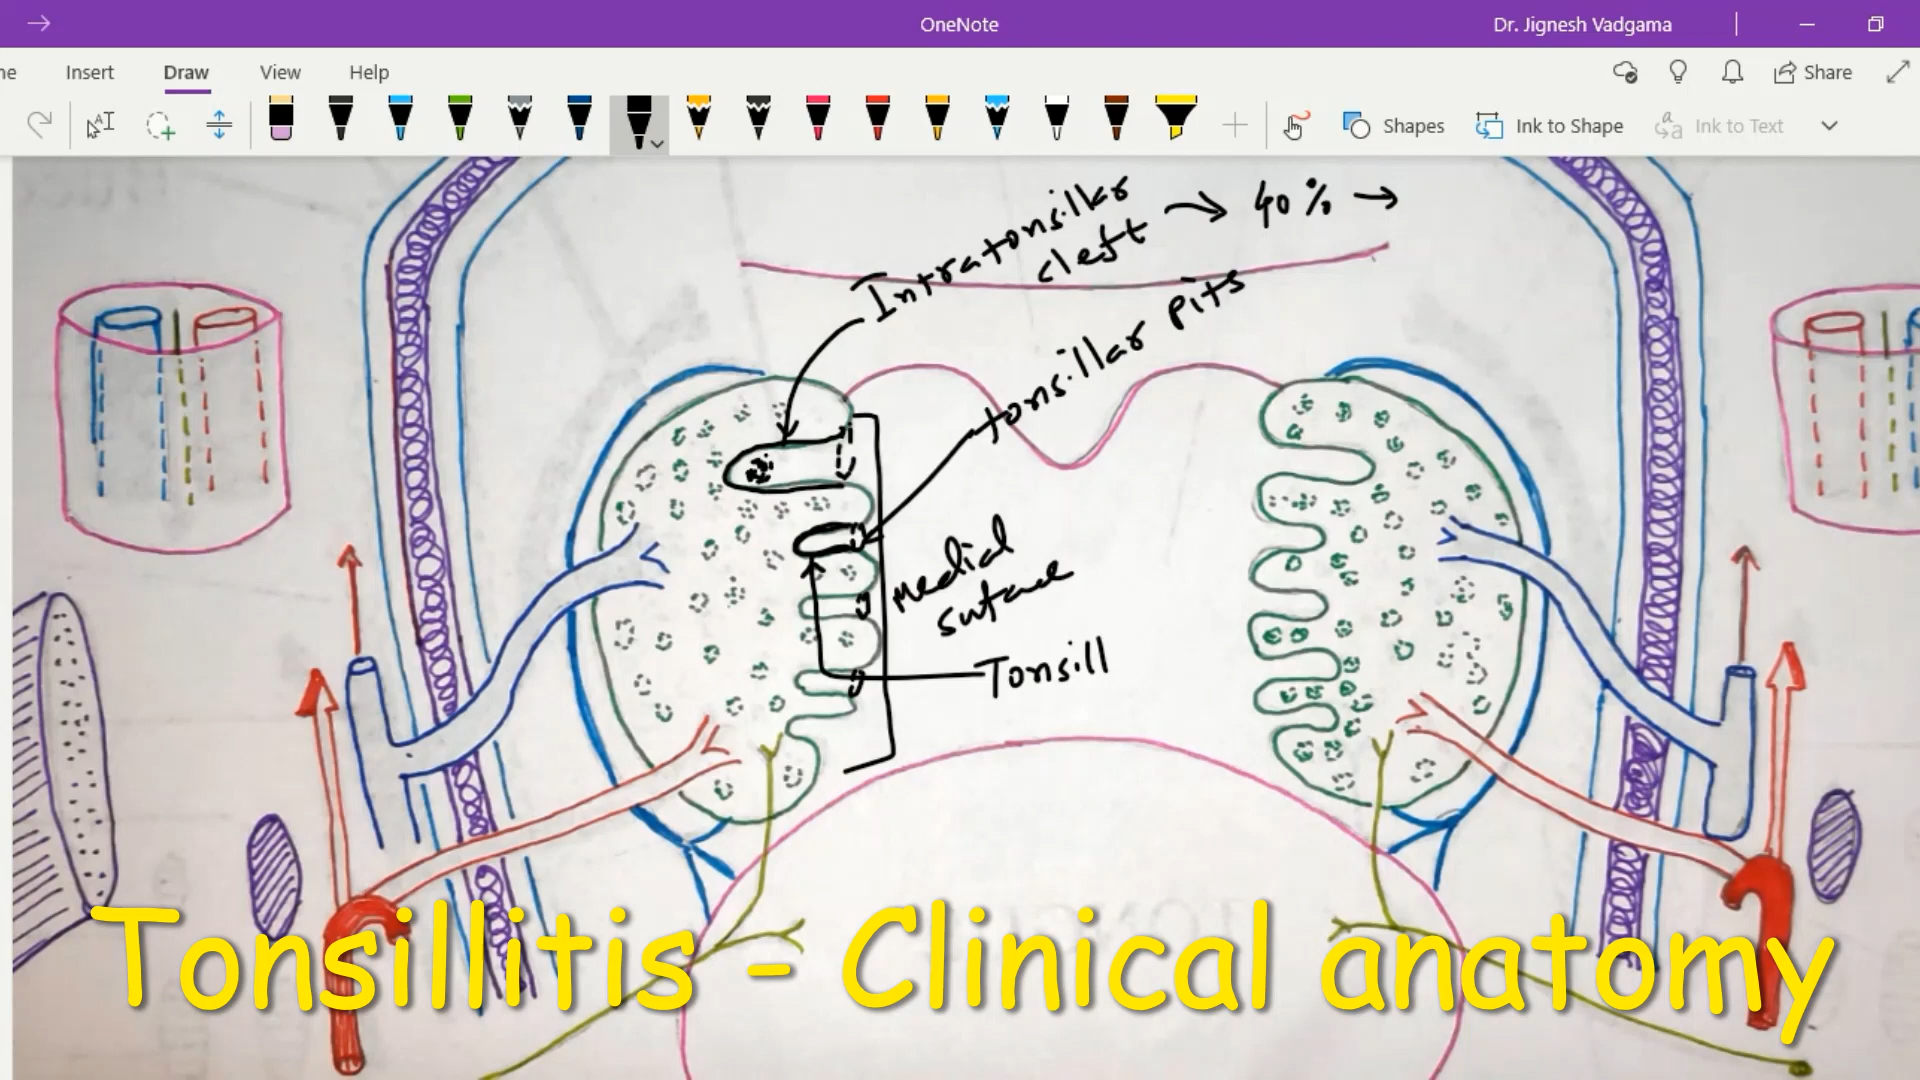 OneNote
Dr. Jignesh Vadgama
Insert
Draw
View
Help
Share
Shapes
Ink to Shape
Ink to Text
Intratonsillar
cleft → 40% →
tonsillar pits
Medial
surface
Tonsill
Tonsillitis - Clinical anatomy